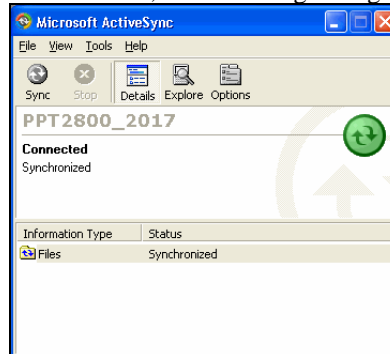 Microsoft ActiveSync
File View Tools Help
Sync Stop Details Explore Options
PPT2800_2017
Connected
Synchronized
Information Type Status
Files Synchronized